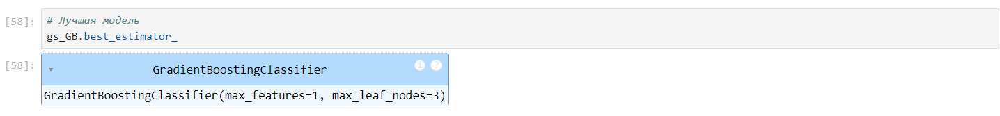 [58]: # Лучшая модель
gs_GB.best_estimator_
[58]: ▾ GradientBoostingClassifier i ?
GradientBoostingClassifier(max_features=1, max_leaf_nodes=3)